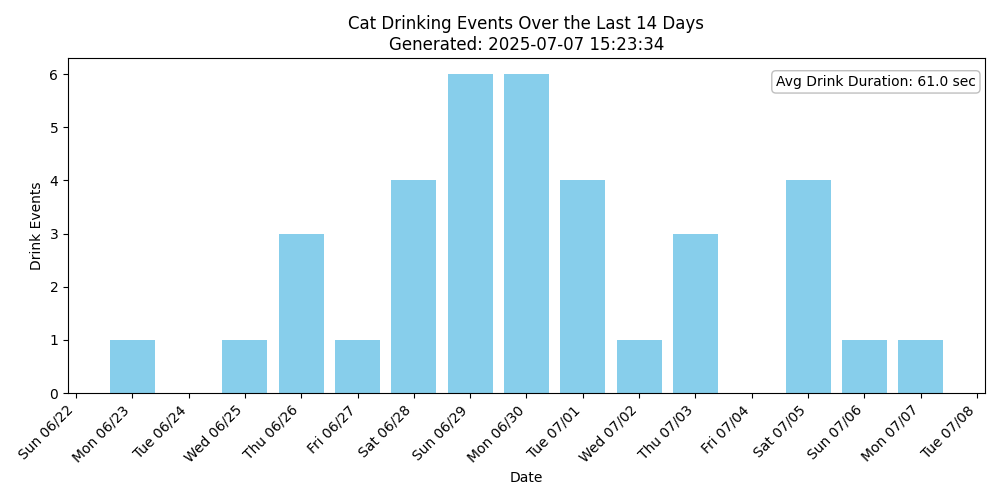 Cat Drinking Events Over the Last 14 Days
Generated: 2025-07-07 15:23:34
Avg Drink Duration: 61.0 sec
Drink Events
6
5
4
3
2
1
0
Sun 06/22
Mon 06/23
Tue 06/24
Wed 06/25
Thu 06/26
Fri 06/27
Sat 06/28
Sun 06/29
Mon 06/30
Tue 07/01
Wed 07/02
Thu 07/03
Fri 07/04
Sat 07/05
Sun 07/06
Mon 07/07
Tue 07/08
Date